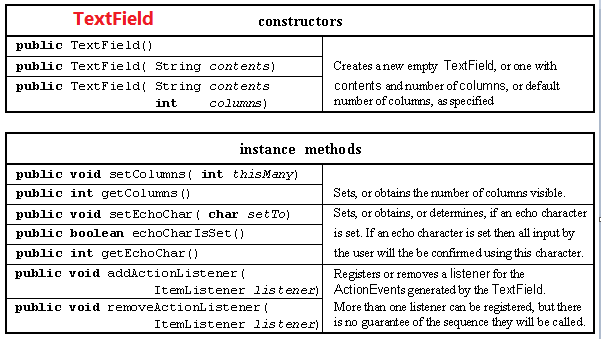 TextField constructors
public TextField()
public TextField( String contents)
public TextField( String contents
int columns)
Creates a new empty TextField, or one with
contents and number of columns, or default
number of columns, as specified
instance methods
public void setColumns( int thisMany)
public int getColumns()
Sets, or obtains the number of columns visible.
public void setEchoChar( char setTo)
public boolean echoCharIsSet()
public int getEchoChar()
Sets, or obtains, or determines, if an echo character
is set. If an echo character is set then all input by
the user will the be confirmed using this character.
public void addActionListener(
ItemListener listener)
public void removeActionListener(
ItemListener listener)
Registers or removes a listener for the
ActionEvents generated by the TextField.
More than one listener can be registered, but there
is no guarantee of the sequence they will be called.